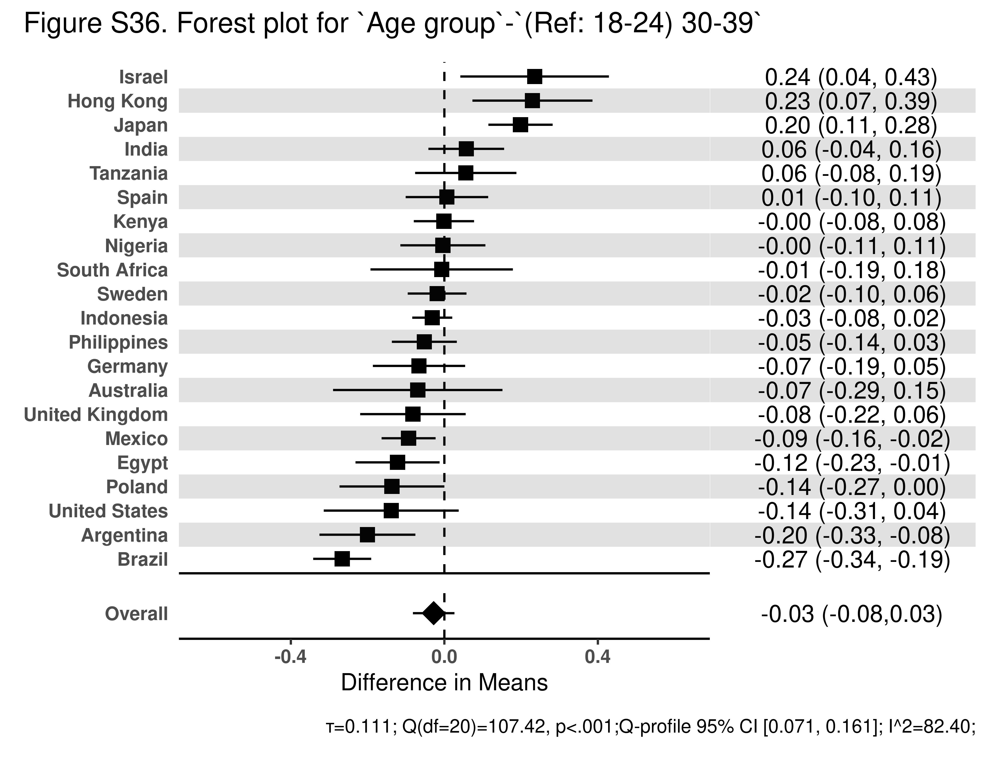 Figure S36. Forest plot for `Age group`-`(Ref: 18-24) 30-39`
Israel 0.24 (0.04, 0.43)
Hong Kong 0.23 (0.07, 0.39)
Japan 0.20 (0.11, 0.28)
India 0.06 (-0.04, 0.16)
Tanzania 0.06 (-0.08, 0.19)
Spain 0.01 (-0.10, 0.11)
Kenya -0.00 (-0.08, 0.08)
Nigeria -0.00 (-0.11, 0.11)
South Africa -0.01 (-0.19, 0.18)
Sweden -0.02 (-0.10, 0.06)
Indonesia -0.03 (-0.08, 0.02)
Philippines -0.05 (-0.14, 0.03)
Germany -0.07 (-0.19, 0.05)
Australia -0.07 (-0.29, 0.15)
United Kingdom -0.08 (-0.22, 0.06)
Mexico -0.09 (-0.16, -0.02)
Egypt -0.12 (-0.23, -0.01)
Poland -0.14 (-0.27, 0.00)
United States -0.14 (-0.31, 0.04)
Argentina -0.20 (-0.33, -0.08)
Brazil -0.27 (-0.34, -0.19)
Overall -0.03 (-0.08,0.03)
-0.4 0.0 0.4
Difference in Means
τ=0.111; Q(df=20)=107.42, p<.001;Q-profile 95% CI [0.071, 0.161]; I^2=82.40;